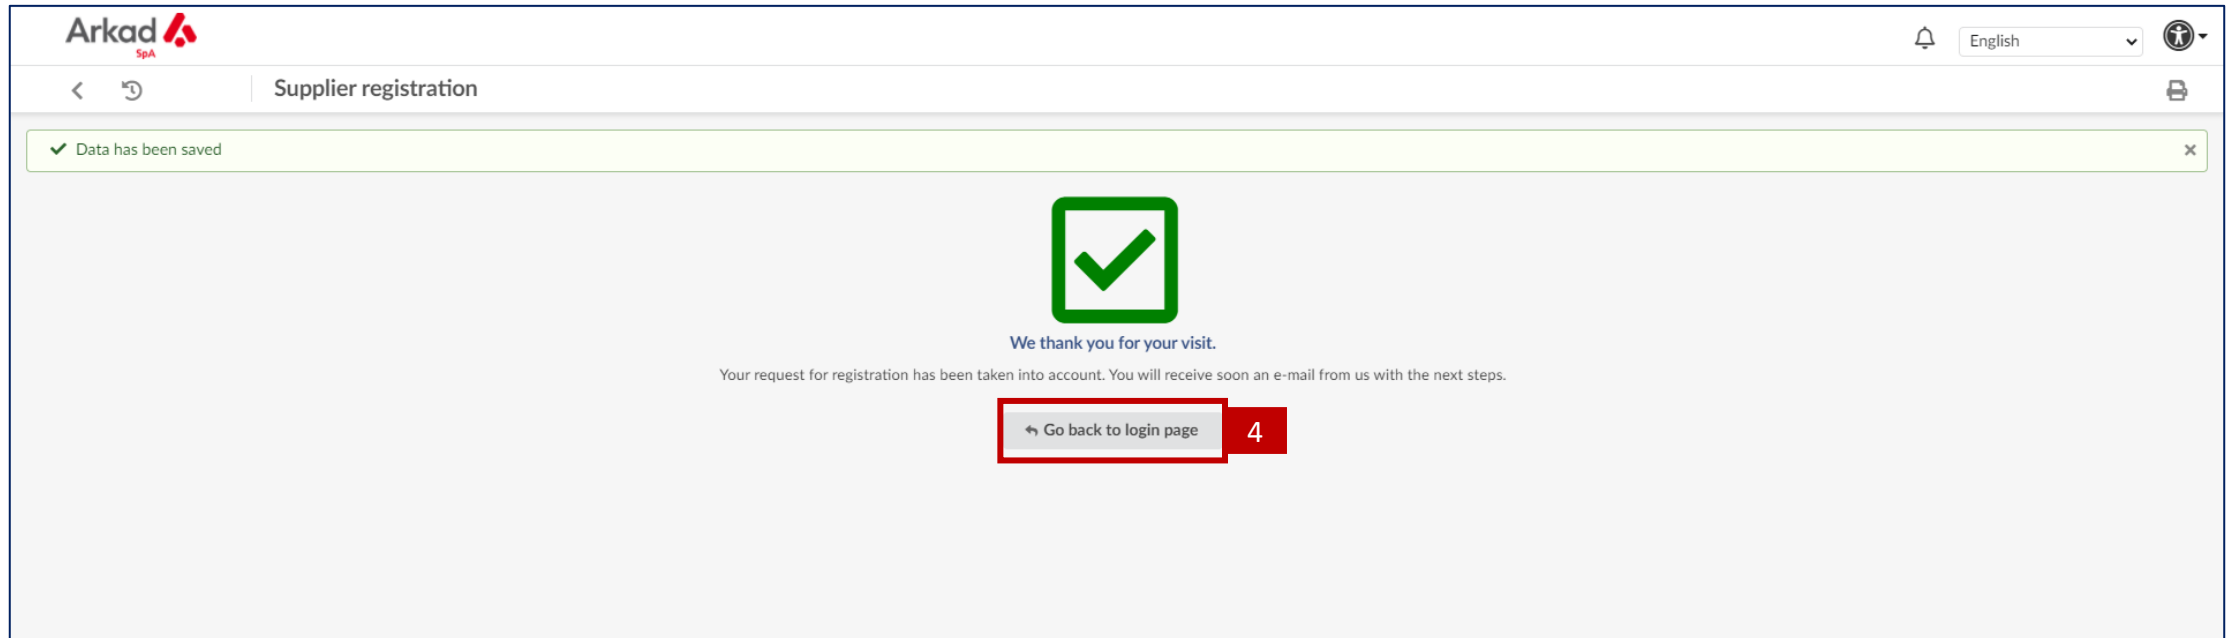 Arkad
SpA
English
Supplier registration
Data has been saved
We thank you for your visit.
Your request for registration has been taken into account. You will receive soon an e-mail from us with the next steps.
Go back to login page
4